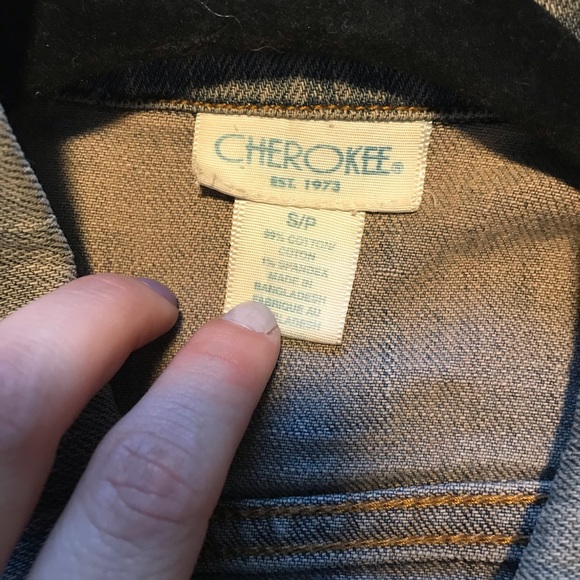 CHEROKEE®
EST. 1973
S/P
99% COTTON/
COTON
1% SPANDEX
MADE IN
BANGLADESH
FABRIQUE AU